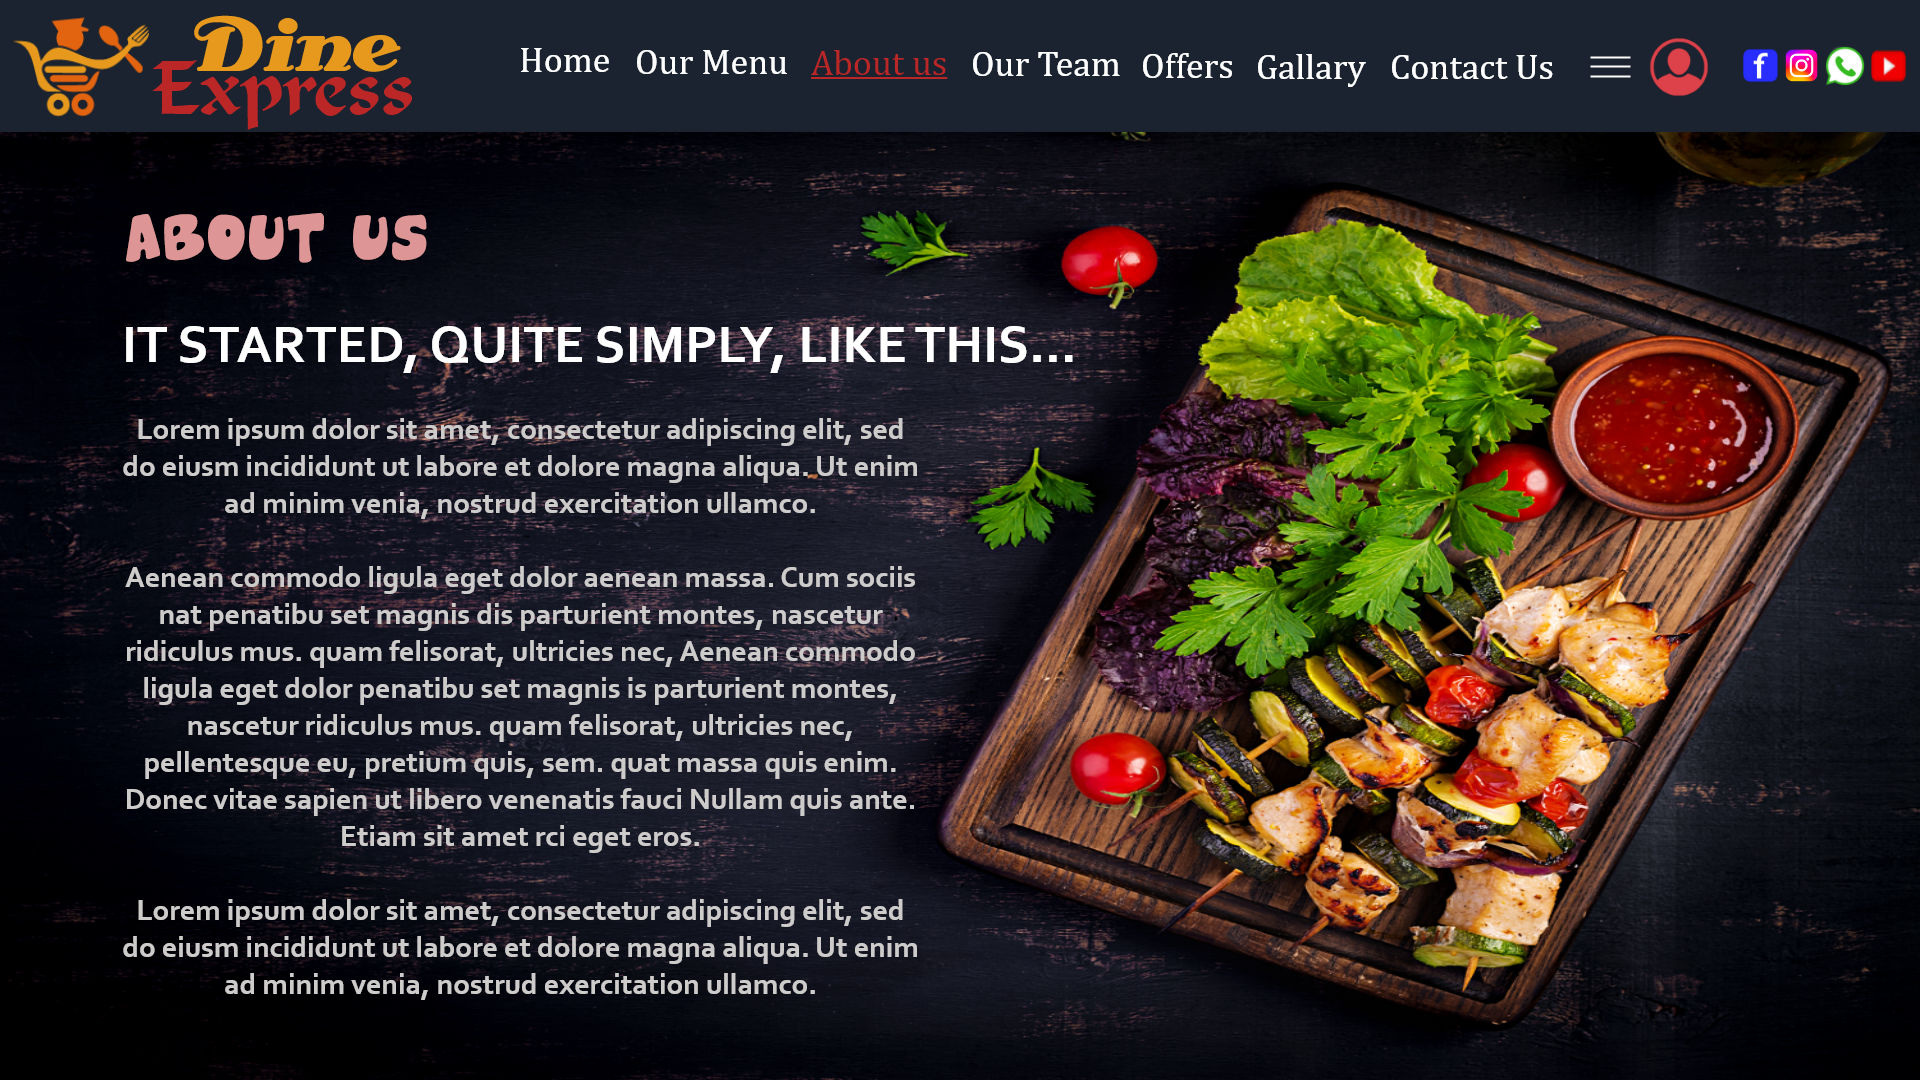 Dine
Express
Home Our Menu About us Our Team Offers Gallary Contact Us
ABOUT US
IT STARTED, QUITE SIMPLY, LIKE THIS...
Lorem ipsum dolor sit amet, consectetur adipiscing elit, sed
do eiusm incididunt ut labore et dolore magna aliqua. Ut enim
ad minim venia, nostrud exercitation ullamco.
Aenean commodo ligula eget dolor aenean massa. Cum sociis
nat penatibu set magnis dis parturient montes, nascetur
ridiculus mus. quam felisorat, ultricies nec, Aenean commodo
ligula eget dolor penatibu set magnis is parturient montes,
nascetur ridiculus mus. quam felisorat, ultricies nec,
pellentesque eu, pretium quis, sem. quat massa quis enim.
Donec vitae sapien ut libero venenatis fauci Nullam quis ante.
Etiam sit amet rci eget eros.
Lorem ipsum dolor sit amet, consectetur adipiscing elit, sed
do eiusm incididunt ut labore et dolore magna aliqua. Ut enim
ad minim venia, nostrud exercitation ullamco.